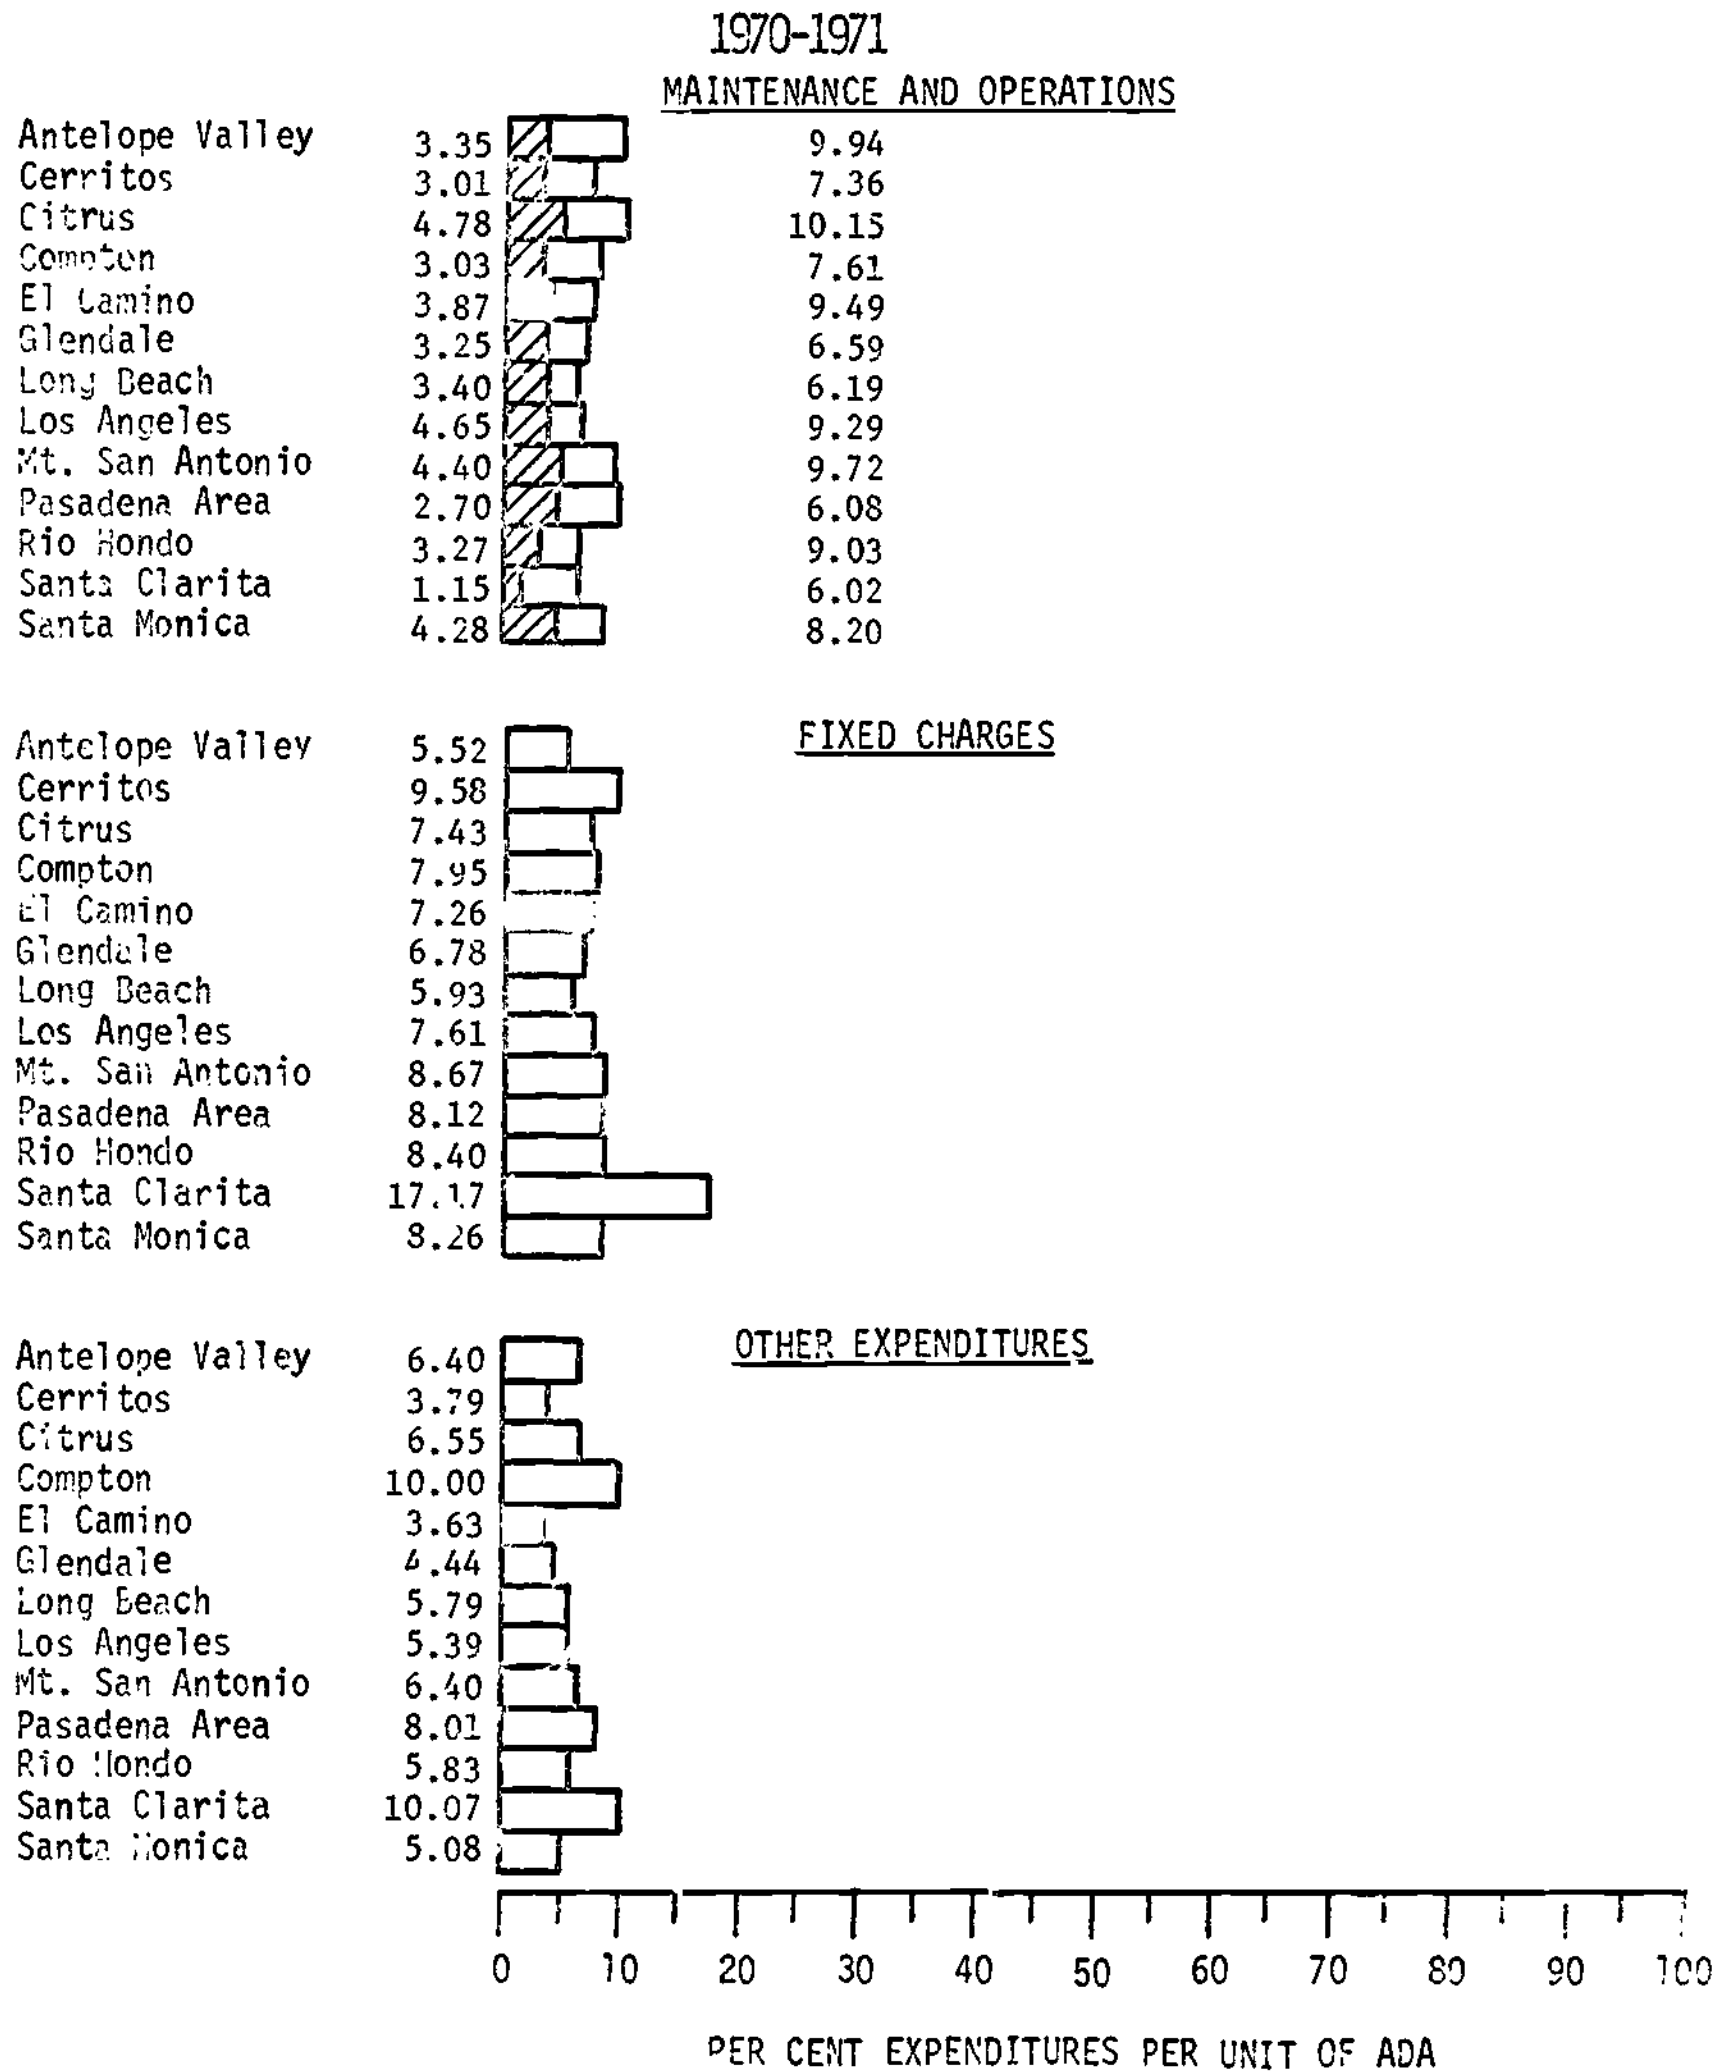 1970-1971
MAINTENANCE AND OPERATIONS
Antelope Valley 3.35 9.94
Cerritos 3.01 7.36
Citrus 4.78 10.15
Compton 3.03 7.61
El Camino 3.87 9.49
Glendale 3.25 6.59
Long Beach 3.40 6.19
Los Angeles 4.65 9.29
Mt. San Antonio 4.40 9.72
Pasadena Area 2.70 6.08
Rio Hondo 3.27 9.03
Santa Clarita 1.15 6.02
Santa Monica 4.28 8.20
FIXED CHARGES
Antelope Valley 5.52
Cerritos 9.58
Citrus 7.43
Compton 7.95
El Camino 7.26
Glendale 6.78
Long Beach 5.93
Los Angeles 7.61
Mt. San Antonio 8.67
Pasadena Area 8.12
Rio Hondo 8.40
Santa Clarita 17.17
Santa Monica 8.26
OTHER EXPENDITURES
Antelope Valley 6.40
Cerritos 3.79
Citrus 6.55
Compton 10.00
El Camino 3.63
Glendale 4.44
Long Beach 5.79
Los Angeles 5.39
Mt. San Antonio 6.40
Pasadena Area 8.01
Rio Hondo 5.83
Santa Clarita 10.07
Santa Monica 5.08
0 10 20 30 40 50 60 70 80 90 100
PER CENT EXPENDITURES PER UNIT OF ADA